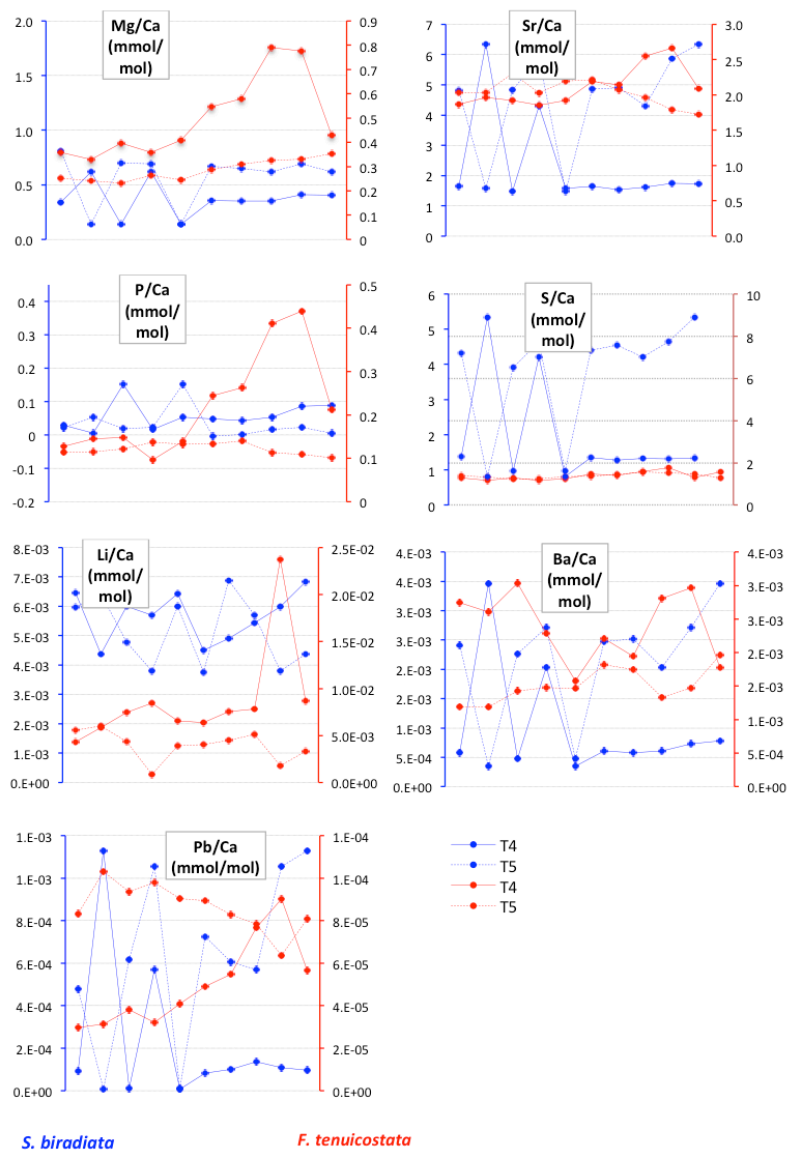 Mg/Ca
(mmol/
mol)
2.0
1.5
1.0
0.5
0.0
0.9
0.8
0.7
0.6
0.5
0.4
0.3
0.2
0.1
0
Sr/Ca
(mmol/
mol)
7
6
5
4
3
2
1
0
3.0
2.5
2.0
1.5
1.0
0.5
0.0
P/Ca
(mmol/
mol)
0.4
0.3
0.2
0.1
0
-0.1
-0.2
0.5
0.4
0.3
0.2
0.1
0
S/Ca
(mmol/
mol)
6
5
4
3
2
1
0
10
8
6
4
2
0
Li/Ca
(mmol/
mol)
8.E-03
7.E-03
6.E-03
5.E-03
4.E-03
3.E-03
2.E-03
1.E-03
0.E+00
2.5E-02
2.0E-02
1.5E-02
1.0E-02
5.0E-03
0.0E+00
Ba/Ca
(mmol/
mol)
4.E-03
4.E-03
3.E-03
3.E-03
2.E-03
2.E-03
1.E-03
5.E-04
0.E+00
4.E-03
3.E-03
3.E-03
2.E-03
2.E-03
1.E-03
5.E-04
0.E+00
Pb/Ca
(mmol/mol)
1.E-03
1.E-03
8.E-04
6.E-04
4.E-04
2.E-04
0.E+00
1.E-04
1.E-04
8.E-05
6.E-05
4.E-05
2.E-05
0.E+00
T4
T5
T4
T5
S. biradiata
F. tenuicostata